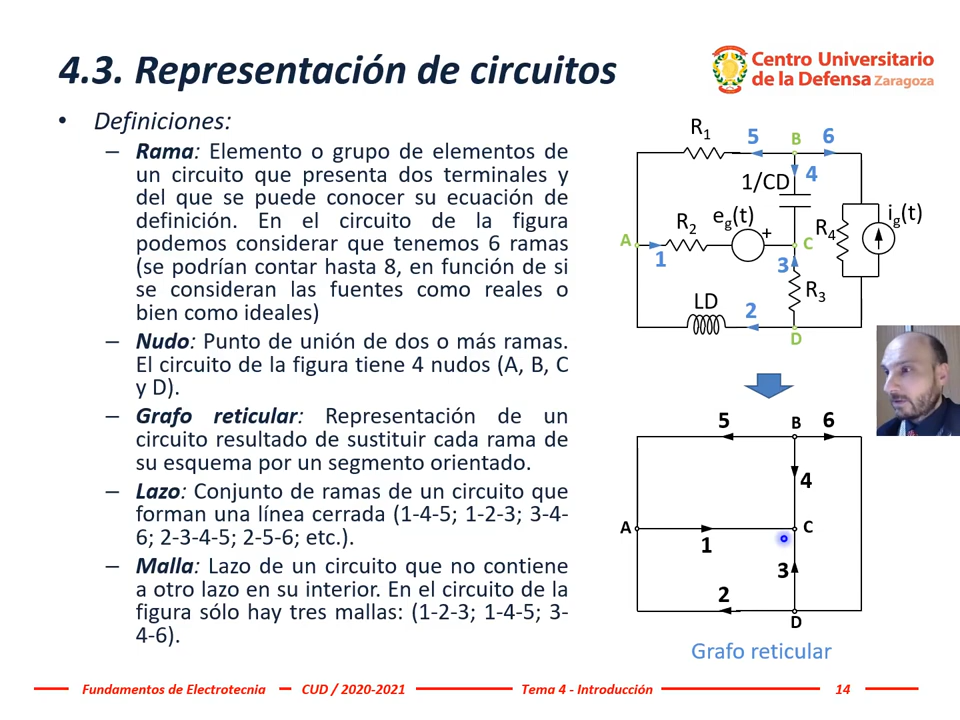 4.3. Representación de circuitos
Centro Universitario
de la Defensa Zaragoza
• Definiciones:
– Rama: Elemento o grupo de elementos de
un circuito que presenta dos terminales y
del que se puede conocer su ecuación de
definición. En el circuito de la figura
podemos considerar que tenemos 6 ramas
(se podrían contar hasta 8, en función de si
se consideran las fuentes como reales o
bien como ideales)
– Nudo: Punto de unión de dos o más ramas.
El circuito de la figura tiene 4 nudos (A, B, C
y D).
– Grafo reticular: Representación de un
circuito resultado de sustituir cada rama de
su esquema por un segmento orientado.
– Lazo: Conjunto de ramas de un circuito que
forman una línea cerrada (1-4-5; 1-2-3; 3-4-
6; 2-3-4-5; 2-5-6; etc.).
– Malla: Lazo de un circuito que no contiene
a otro lazo en su interior. En el circuito de la
figura sólo hay tres mallas: (1-2-3; 1-4-5; 3-
4-6).
R1
5
B
6
1/CD
4
R2
eg(t)
+
R4
ig(t)
A
C
1
3
R3
LD
2
D
5
B
6
4
A
C
1
3
2
D
Grafo reticular
Fundamentos de Electrotecnia
CUD / 2020-2021
Tema 4 - Introducción
14